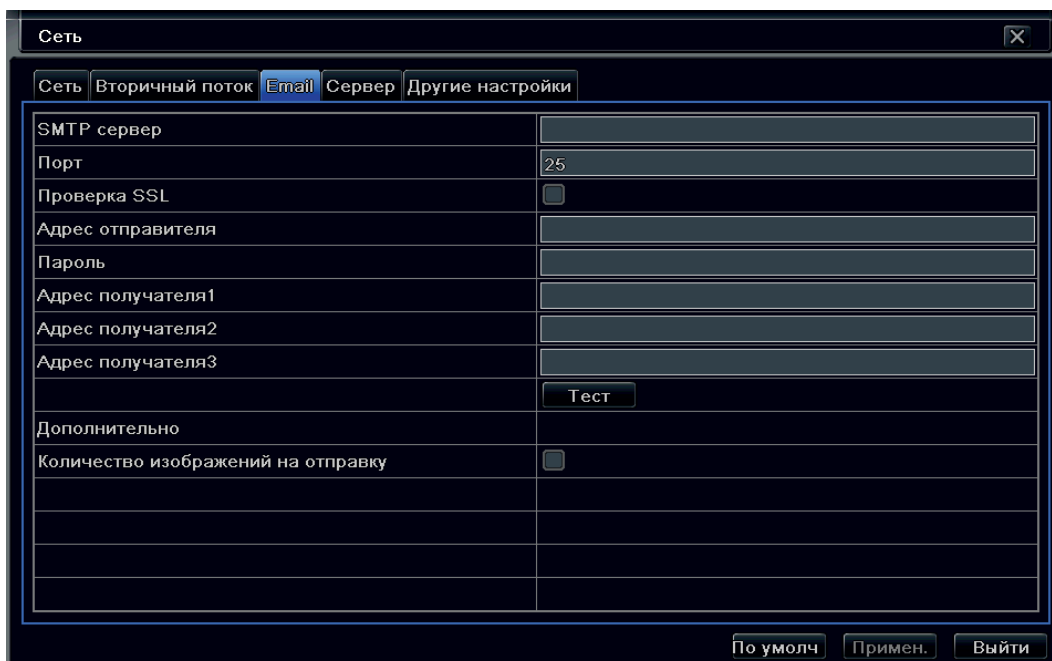 Сеть
Сеть Вторичный поток Email Сервер Другие настройки
SMTP сервер
Порт 25
Проверка SSL
Адрес отправителя
Пароль
Адрес получателя1
Адрес получателя2
Адрес получателя3
Тест
Дополнительно
Количество изображений на отправку
По умолч Примен. Выйти